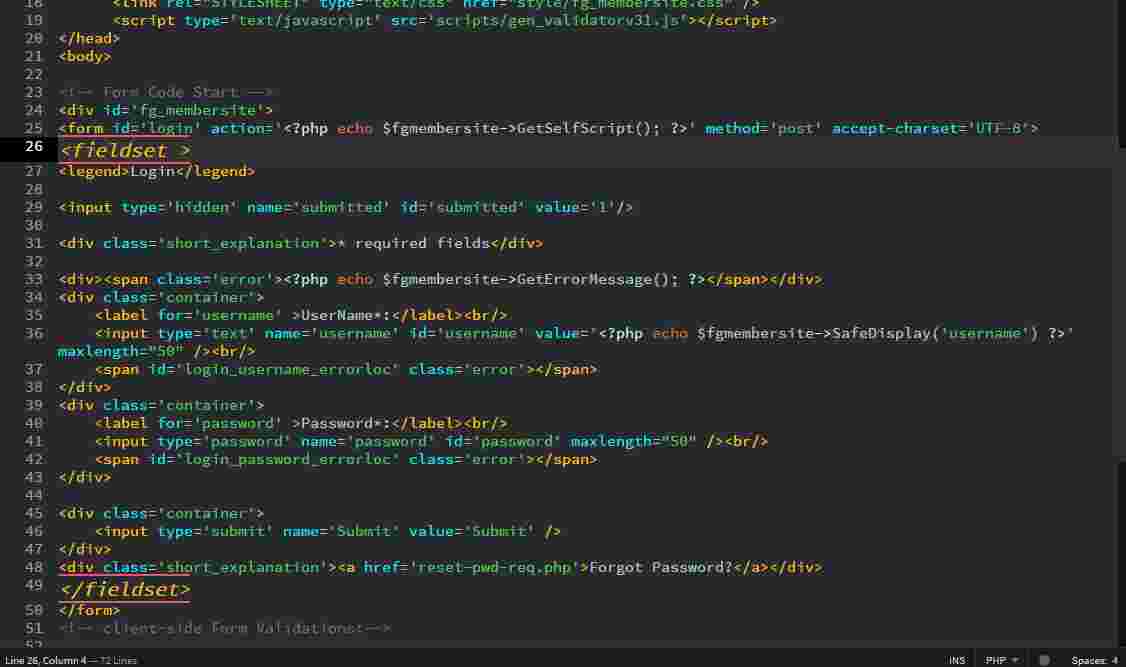 18 <link rel="STYLESHEET" type="text/css" href="style/fg_membersite.css" />
19 <script type='text/javascript' src='scripts/gen_validatorv31.js'></script>
20 </head>
21 <body>
22
23 <!-- Form Code Start -->
24 <div id='fg_membersite'>
25 <form id='login' action='<?php echo $fgmembersite->GetSelfScript(); ?>' method='post' accept-charset='UTF-8'>
26 <fieldset >
27 <legend>Login</legend>
28
29 <input type='hidden' name='submitted' id='submitted' value='1'/>
30
31 <div class='short_explanation'>* required fields</div>
32
33 <div><span class='error'><?php echo $fgmembersite->GetErrorMessage(); ?></span></div>
34 <div class='container'>
35 <label for='username' >UserName*:</label><br/>
36 <input type='text' name='username' id='username' value='<?php echo $fgmembersite->SafeDisplay('username') ?>'
maxlength="50" /><br/>
37 <span id='login_username_errorloc' class='error'></span>
38 </div>
39 <div class='container'>
40 <label for='password' >Password*:</label><br/>
41 <input type='password' name='password' id='password' maxlength="50" /><br/>
42 <span id='login_password_errorloc' class='error'></span>
43 </div>
44
45 <div class='container'>
46 <input type='submit' name='Submit' value='Submit' />
47 </div>
48 <div class='short_explanation'><a href='reset-pwd-req.php'>Forgot Password?</a></div>
49 </fieldset>
50 </form>
51 <!-- client-side Form Validations:-->
52
Line 26, Column 4 — 72 Lines INS PHP Spaces: 4